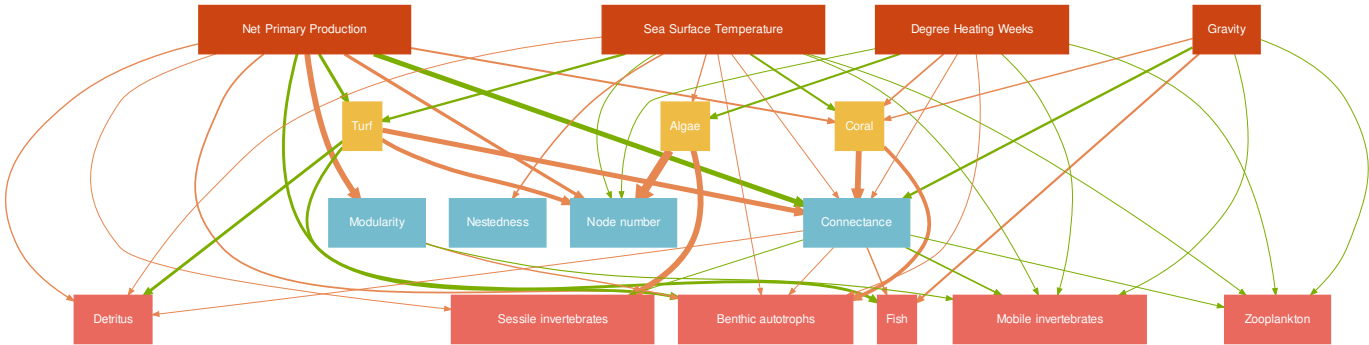 Net Primary Production
Sea Surface Temperature
Degree Heating Weeks
Gravity
Turf
Algae
Coral
Modularity
Nestedness
Node number
Connectance
Detritus
Sessile invertebrates
Benthic autotrophs
Fish
Mobile invertebrates
Zooplankton